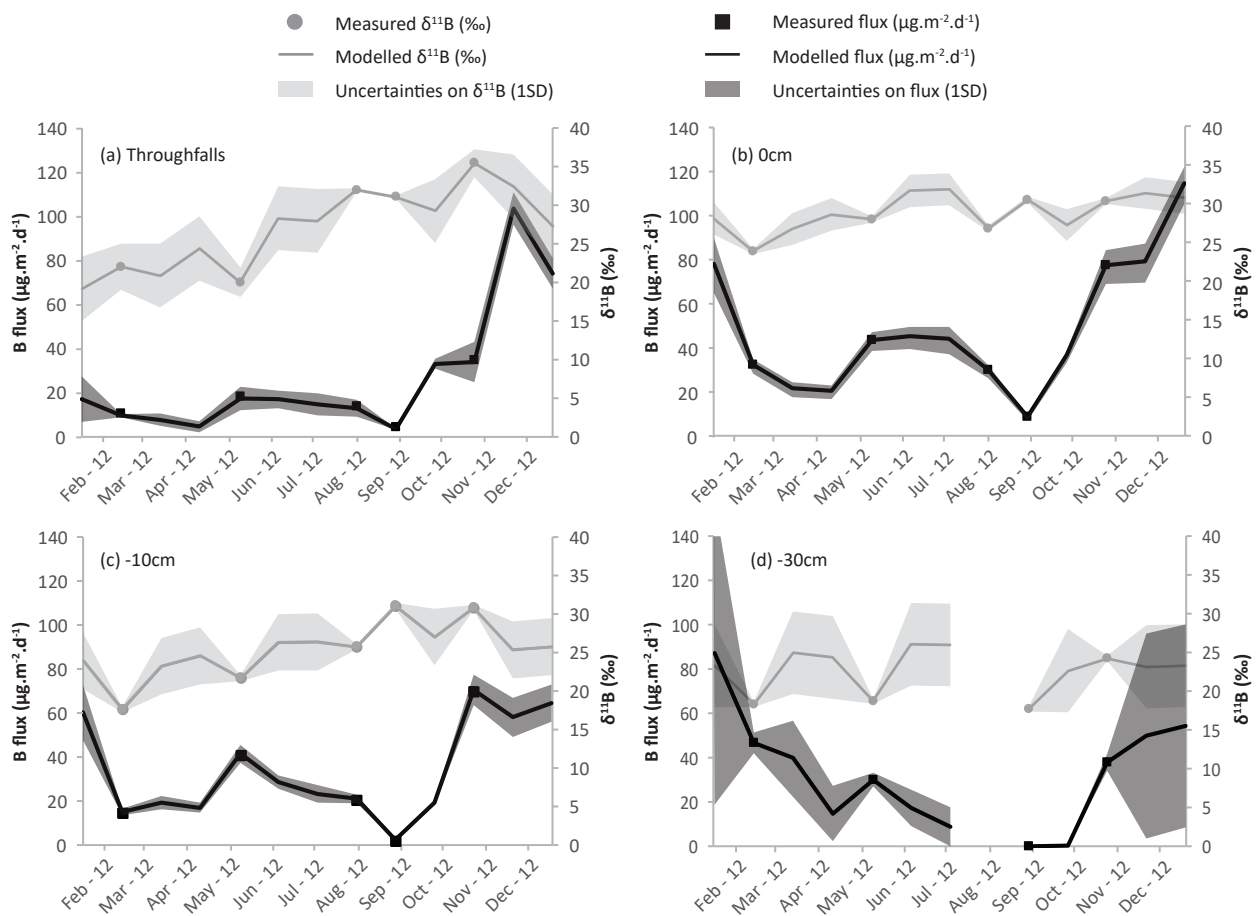 Measured δ¹¹B (‰)
Modelled δ¹¹B (‰)
Uncertainties on δ¹¹B (1SD)
Measured flux (µg.m⁻².d⁻¹)
Modelled flux (µg.m⁻².d⁻¹)
Uncertainties on flux (1SD)
(a) Throughfalls
B flux (µg.m⁻².d⁻¹)
140
120
100
80
60
40
20
0
40
35
30
25
20
15
10
5
0
δ¹¹B (‰)
Feb - 12
Mar - 12
Apr - 12
May - 12
Jun - 12
Jul - 12
Aug - 12
Sep - 12
Oct - 12
Nov - 12
Dec - 12
(b) 0cm
B flux (µg.m⁻².d⁻¹)
140
120
100
80
60
40
20
0
40
35
30
25
20
15
10
5
0
δ¹¹B (‰)
Feb - 12
Mar - 12
Apr - 12
May - 12
Jun - 12
Jul - 12
Aug - 12
Sep - 12
Oct - 12
Nov - 12
Dec - 12
(c) -10cm
B flux (µg.m⁻².d⁻¹)
140
120
100
80
60
40
20
0
40
35
30
25
20
15
10
5
0
δ¹¹B (‰)
Feb - 12
Mar - 12
Apr - 12
May - 12
Jun - 12
Jul - 12
Aug - 12
Sep - 12
Oct - 12
Nov - 12
Dec - 12
(d) -30cm
B flux (µg.m⁻².d⁻¹)
140
120
100
80
60
40
20
0
40
35
30
25
20
15
10
5
0
δ¹¹B (‰)
Feb - 12
Mar - 12
Apr - 12
May - 12
Jun - 12
Jul - 12
Aug - 12
Sep - 12
Oct - 12
Nov - 12
Dec - 12